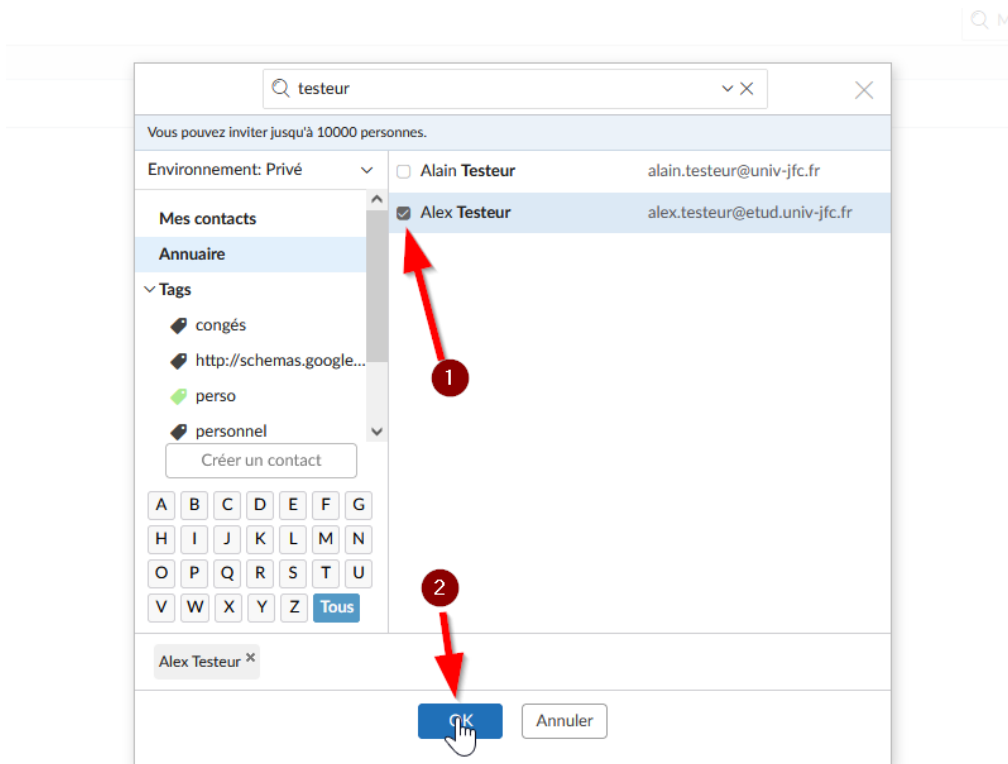 M
testeur
Vous pouvez inviter jusqu'à 10000 personnes.
Environnement: Privé
Alain Testeur alain.testeur@univ-jfc.fr
Alex Testeur alex.testeur@etud.univ-jfc.fr
Mes contacts
Annuaire
Tags
congés
http://schemas.google...
perso
personnel
Créer un contact
1
A B C D E F G
H I J K L M N
O P Q R S T U
V W X Y Z Tous
2
Alex Testeur
OK Annuler